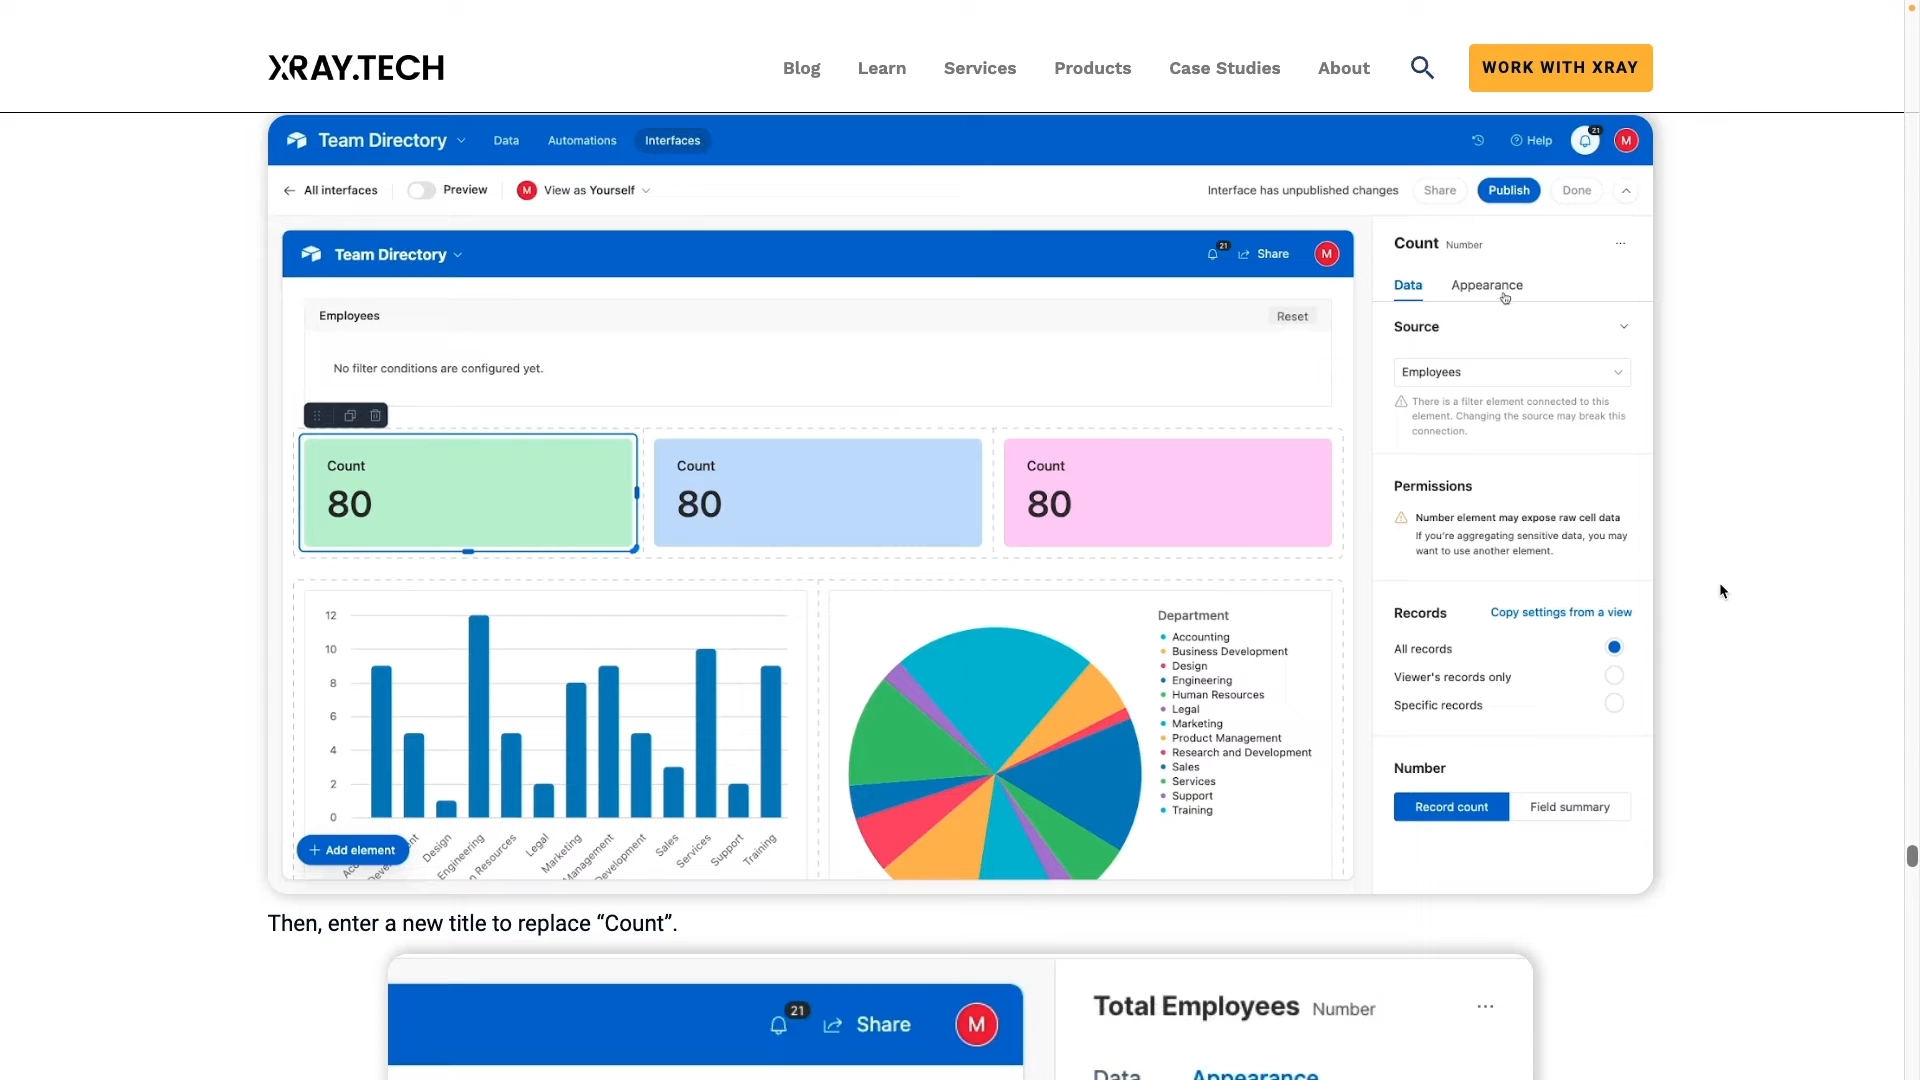 XRAY.TECH
Blog Learn Services Products Case Studies About WORK WITH XRAY
Team Directory Data Automations Interfaces Help 21 M
All interfaces Preview M View as Yourself Interface has unpublished changes Share Publish Done
Team Directory 21 Share M
Count Number
Data Appearance
Employees Reset
No filter conditions are configured yet.
Source
Employees
There is a filter element connected to this
element. Changing the source may break this
connection.
Count
80
Count
80
Count
80
Permissions
Number element may expose raw cell data
If you're aggregating sensitive data, you may
want to use another element.
Records Copy settings from a view
All records
Viewer's records only
Specific records
Number
Record count Field summary
12
10
8
6
4
2
0
Design
Engineering
Resources
Legal
Marketing
Management
Development
Sales
Services
Support
Training
+ Add element
Department
Accounting
Business Development
Design
Engineering
Human Resources
Legal
Marketing
Product Management
Research and Development
Sales
Services
Support
Training
Then, enter a new title to replace “Count”.
21 Share M
Total Employees Number
Data Appearance